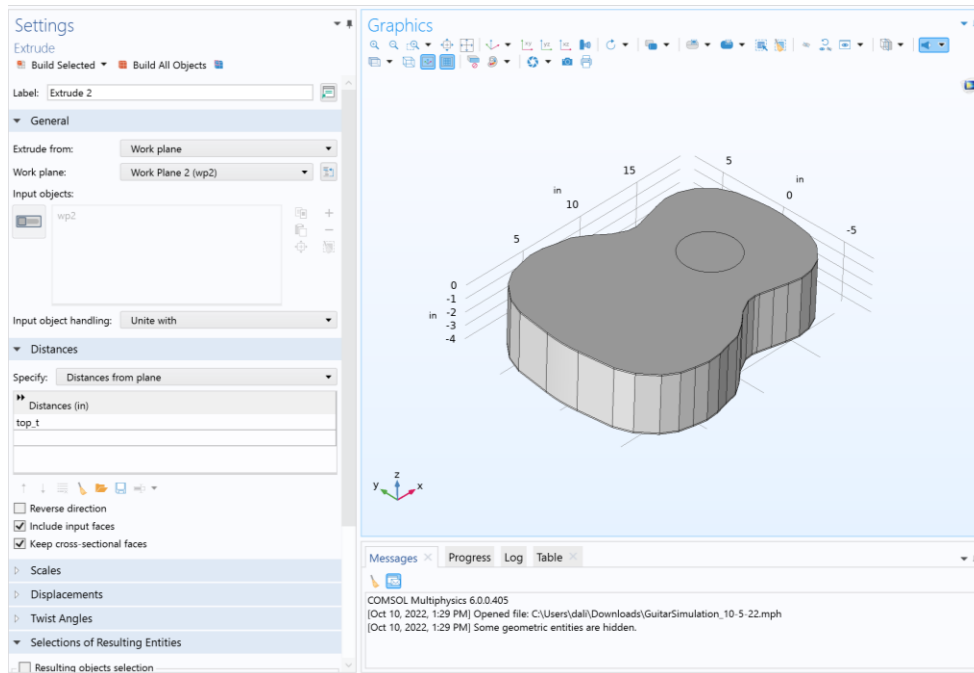 Settings
Extrude
Build Selected Build All Objects
Label: Extrude 2
General
Extrude from: Work plane
Work plane: Work Plane 2 (wp2)
Input objects:
wp2
Input object handling: Unite with
Distances
Specify: Distances from plane
Distances (in)
top_t
Reverse direction
Include input faces
Keep cross-sectional faces
Scales
Displacements
Twist Angles
Selections of Resulting Entities
Resulting objects selection
Graphics
5
15
in
in
0
10
-5
5
0
-1
in -2
-3
-4
z
y x
Messages Progress Log Table
COMSOL Multiphysics 6.0.0.405
[Oct 10, 2022, 1:29 PM] Opened file: C:\Users\dali\Downloads\GuitarSimulation_10-5-22.mph
[Oct 10, 2022, 1:29 PM] Some geometric entities are hidden.